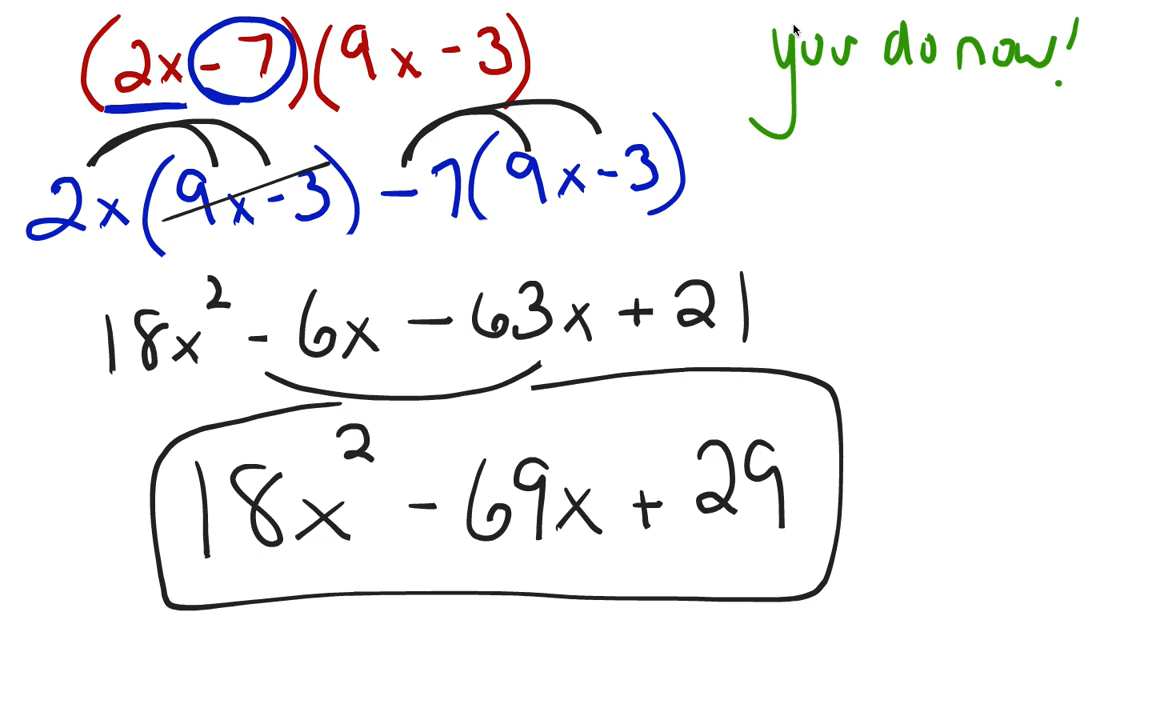 (2x - 7)(9x - 3)
your do now!
2x(9x - 3) - 7(9x - 3)
18x² - 6x - 63x + 21
18x² - 69x + 29